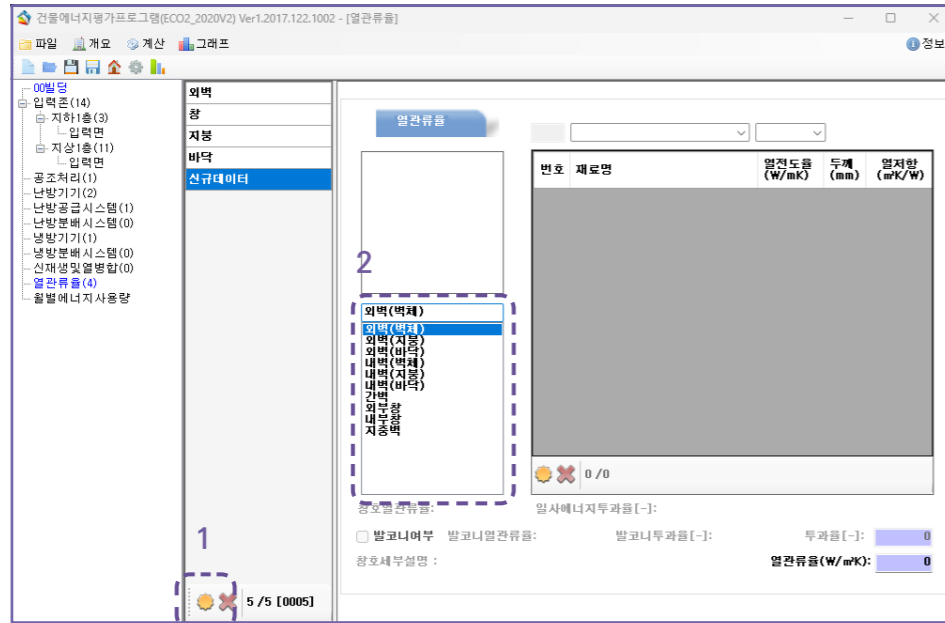 건물에너지평가프로그램(ECO2_2020V2) Ver1.2017.122.1002 - [열관류율]
파일 개요 계산 그래프 정보
00빌딩
입력존(14)
지하1층(3)
입력면
지상1층(11)
입력면
공조처리(1)
난방기기(2)
난방공급시스템(1)
난방분배시스템(0)
냉방기기(1)
냉방분배시스템(0)
신재생및열병합(0)
열관류율(4)
월별에너지사용량
외벽
창
지붕
바닥
신규데이터
1
5 /5 [0005]
열관류율
2
외벽(벽체)
외벽(벽체)
외벽(지붕)
외벽(바닥)
내벽(벽체)
내벽(지붕)
내벽(바닥)
간벽
외부창
내부창
지중벽
번호 재료명 열전도율 두께 열저항
(W/mK) (mm) (㎡K/W)
0 /0
창호열관류율: 일사에너지투과율[-]:
발코니여부 발코니열관류율: 발코니투과율[-]: 투과율[-]: 0
창호세부설명 : 열관류율(W/㎡K): 0